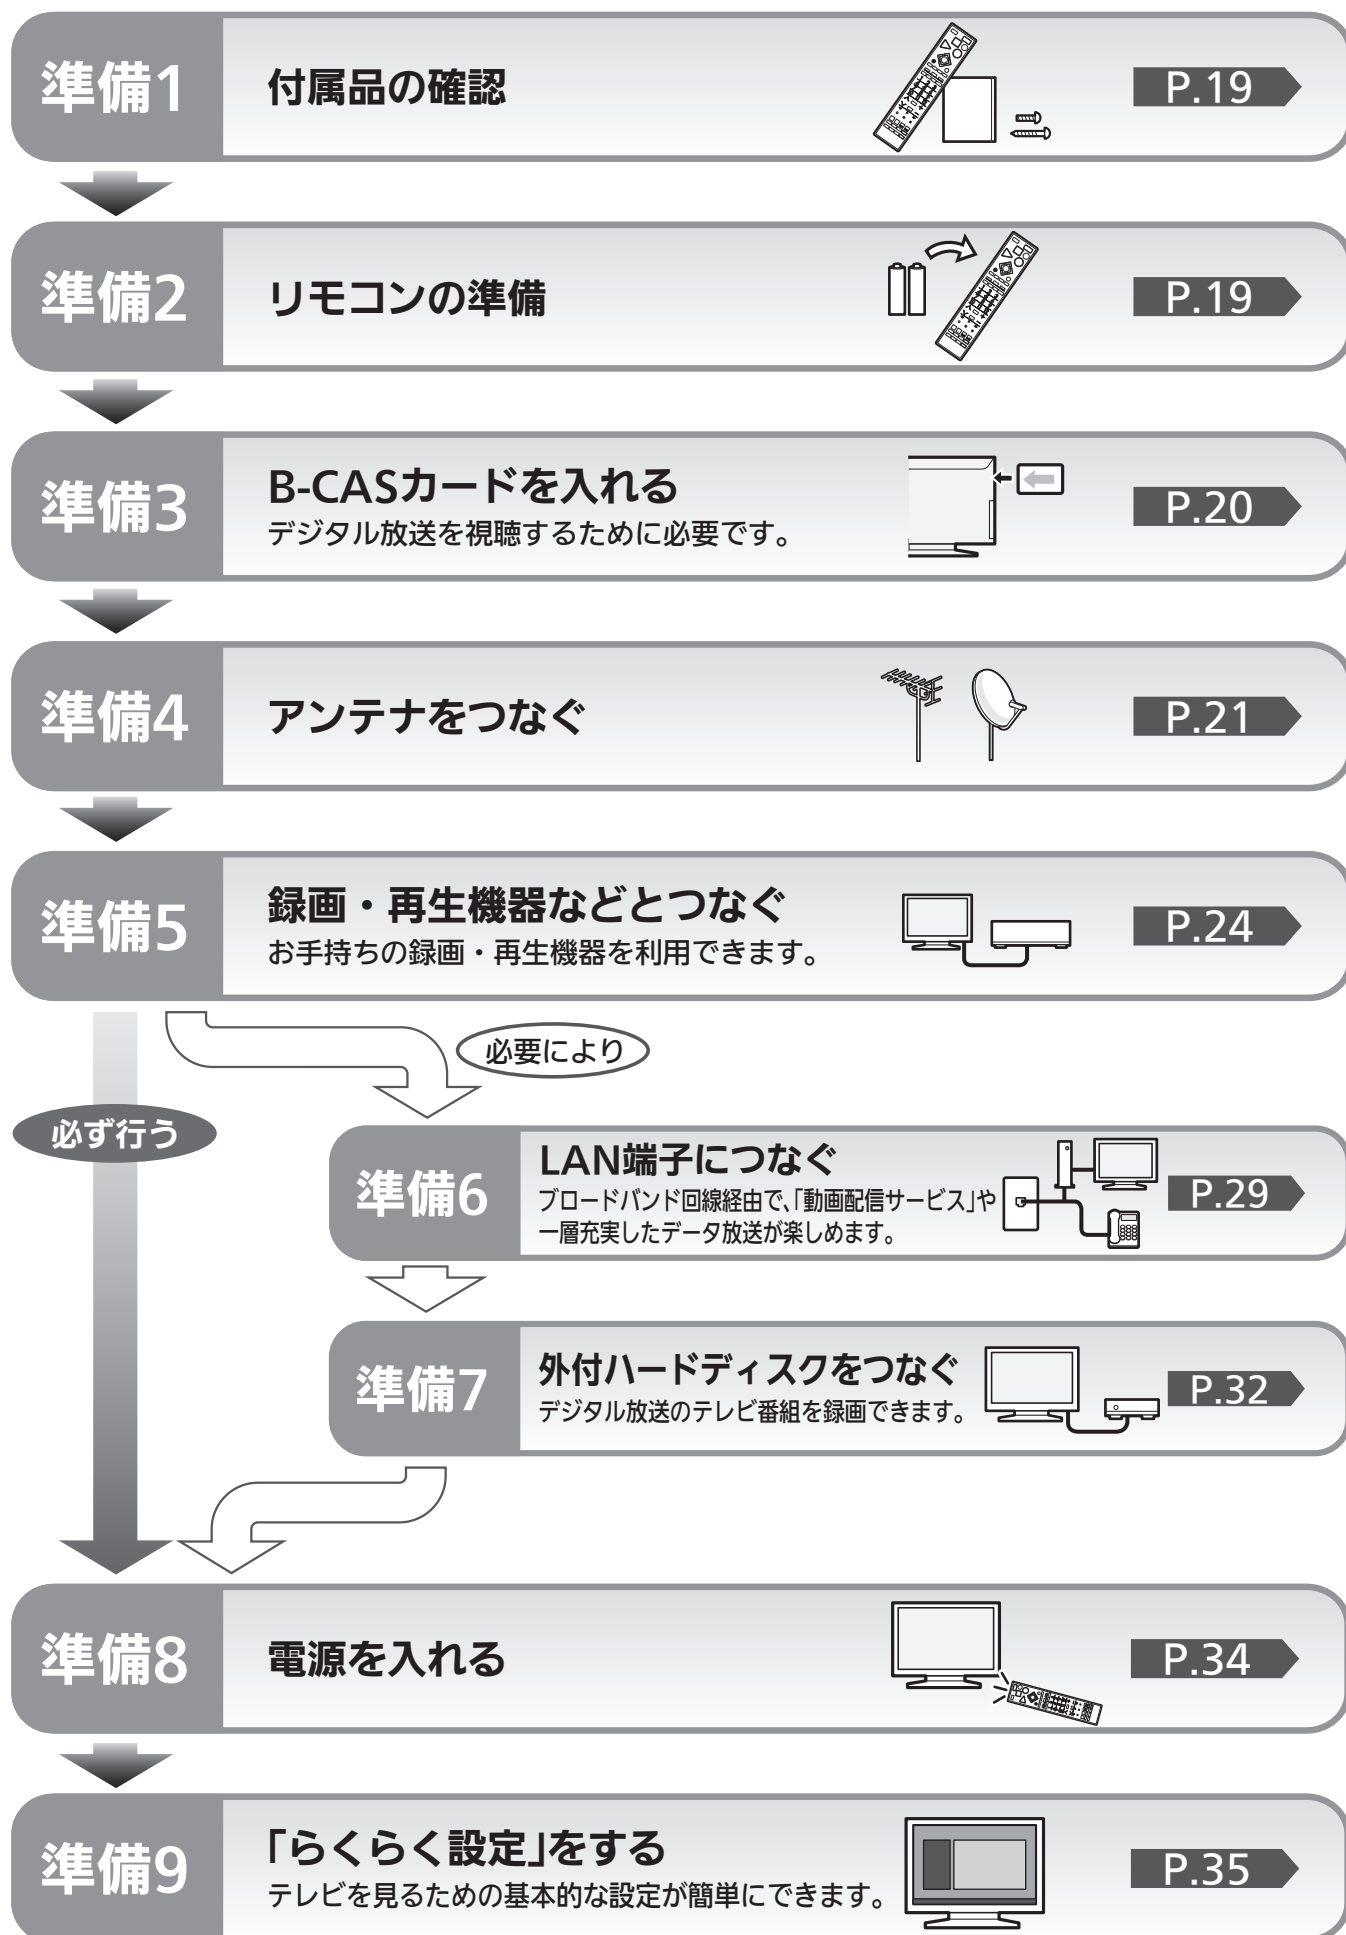 準備1
付属品の確認
P.19
準備2
リモコンの準備
P.19
準備3
B-CASカードを入れる
デジタル放送を視聴するために必要です。
P.20
準備4
アンテナをつなぐ
P.21
準備5
録画・再生機器などとつなぐ
お手持ちの録画・再生機器を利用できます。
P.24
必要により
必ず行う
準備6
LAN端子につなぐ
ブロードバンド回線経由で、「動画配信サービス」や
一層充実したデータ放送が楽しめます。
P.29
準備7
外付ハードディスクをつなぐ
デジタル放送のテレビ番組を録画できます。
P.32
準備8
電源を入れる
P.34
準備9
「らくらく設定」をする
テレビを見るための基本的な設定が簡単にできます。
P.35